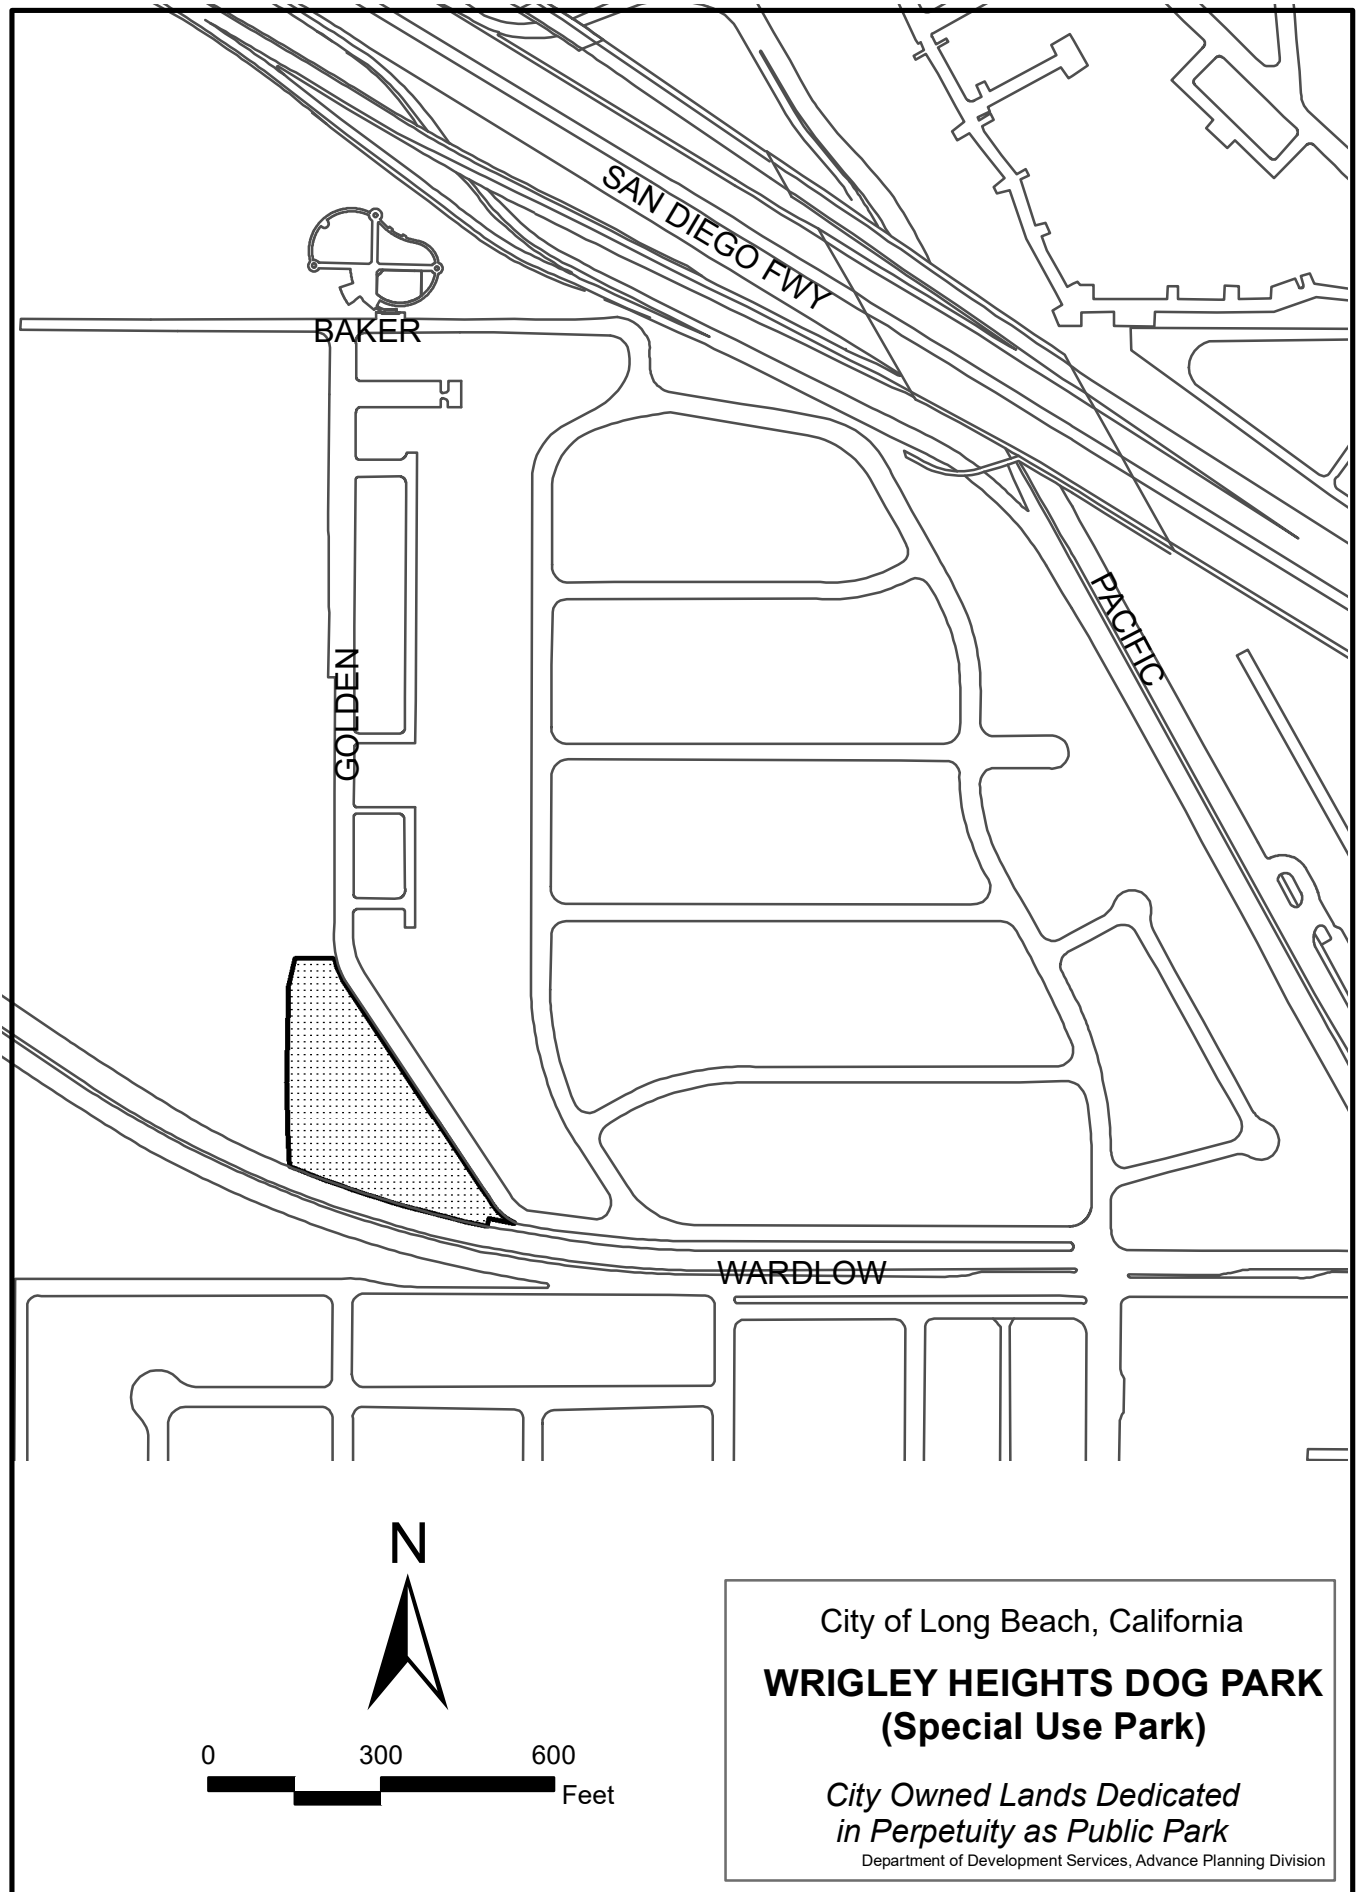 SAN DIEGO FWY
BAKER
PACIFIC
GOLDEN
WARDLOW
N
0 300 600
Feet
City of Long Beach, California
WRIGLEY HEIGHTS DOG PARK
(Special Use Park)
City Owned Lands Dedicated
in Perpetuity as Public Park
Department of Development Services, Advance Planning Division